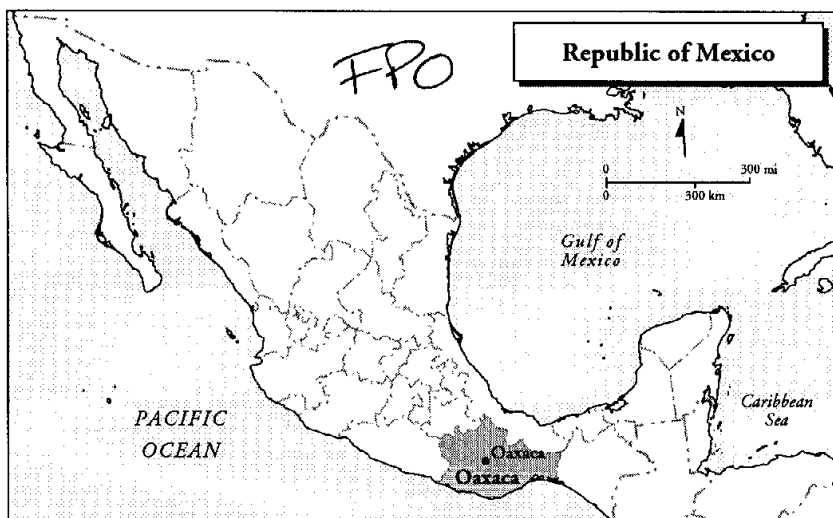 FPO
Republic of Mexico
N
0 300 mi
0 300 km
Gulf of
Mexico
PACIFIC
OCEAN
Caribbean
Sea
Oaxaca
Oaxaca